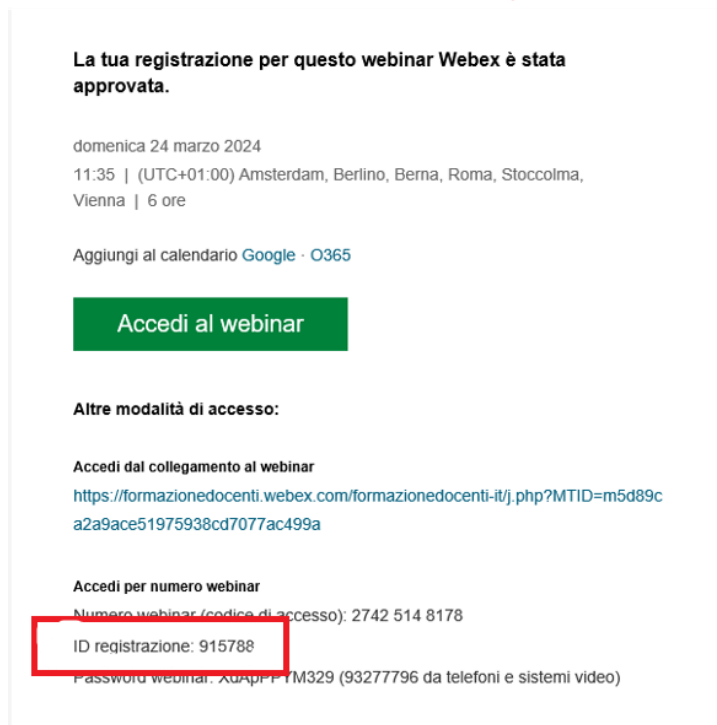 La tua registrazione per questo webinar Webex è stata
approvata.
domenica 24 marzo 2024
11:35 | (UTC+01:00) Amsterdam, Berlino, Berna, Roma, Stoccolma,
Vienna | 6 ore
Aggiungi al calendario Google · O365
Accedi al webinar
Altre modalità di accesso:
Accedi dal collegamento al webinar
https://formazionedocenti.webex.com/formazionedocenti-it/j.php?MTID=m5d89c
a2a9ace51975938cd7077ac499a
Accedi per numero webinar
Numero webinar (codice di accesso): 2742 514 8178
ID registrazione: 915788
Password webinar: XdApPPYM329 (93277796 da telefoni e sistemi video)